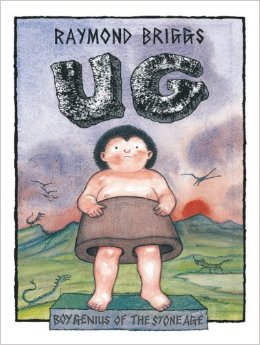 RAYMOND BRIGGS
UG
BOY GENIUS OF THE STONE AGE